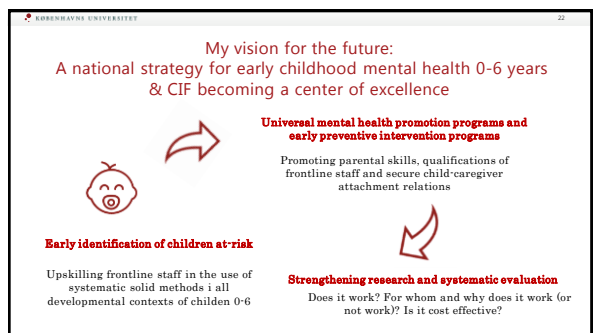 KØBENHAVNS UNIVERSITET
22
My vision for the future:
A national strategy for early childhood mental health 0-6 years
& CIF becoming a center of excellence
Universal mental health promotion programs and
early preventive intervention programs
Promoting parental skills, qualifications of
frontline staff and secure child-caregiver
attachment relations
Early identification of children at-risk
Upskilling frontline staff in the use of
systematic solid methods i all
developmental contexts of childen 0-6
Strengthening research and systematic evaluation
Does it work? For whom and why does it work (or
not work)? Is it cost effective?